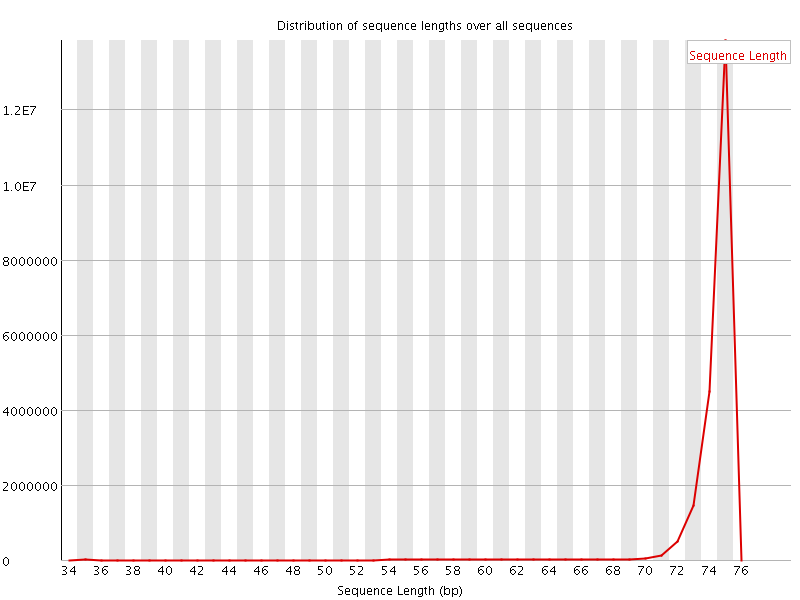 Distribution of sequence lengths over all sequences
Sequence Length
1.2E7
1.0E7
8000000
6000000
4000000
2000000
0
34 36 38 40 42 44 46 48 50 52 54 56 58 60 62 64 66 68 70 72 74 76
Sequence Length (bp)